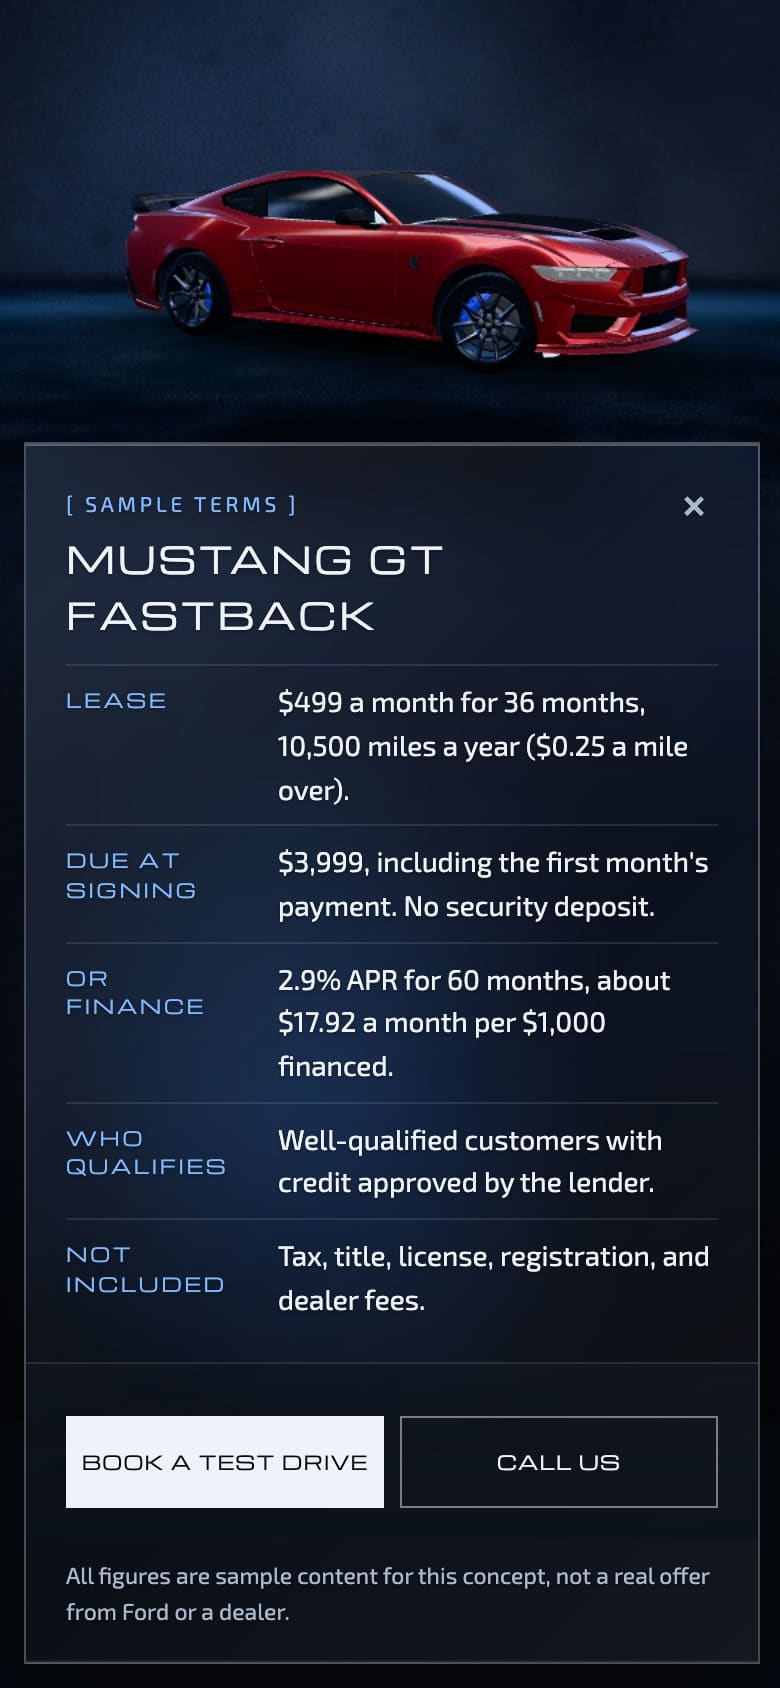 [ SAMPLE TERMS ]
MUSTANG GT
FASTBACK
LEASE
$499 a month for 36 months,
10,500 miles a year ($0.25 a mile
over).
DUE AT
SIGNING
$3,999, including the first month's
payment. No security deposit.
OR
FINANCE
2.9% APR for 60 months, about
$17.92 a month per $1,000
financed.
WHO
QUALIFIES
Well-qualified customers with
credit approved by the lender.
NOT
INCLUDED
Tax, title, license, registration, and
dealer fees.
BOOK A TEST DRIVE
CALL US
All figures are sample content for this concept, not a real offer
from Ford or a dealer.